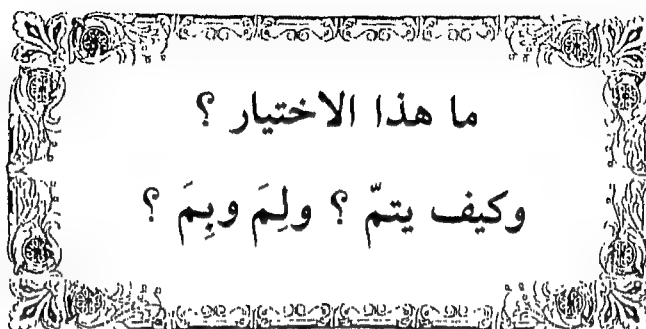 ما هذا الاختيار ؟
وكيف يتمّ ؟ ولِمَ وبِمَ ؟